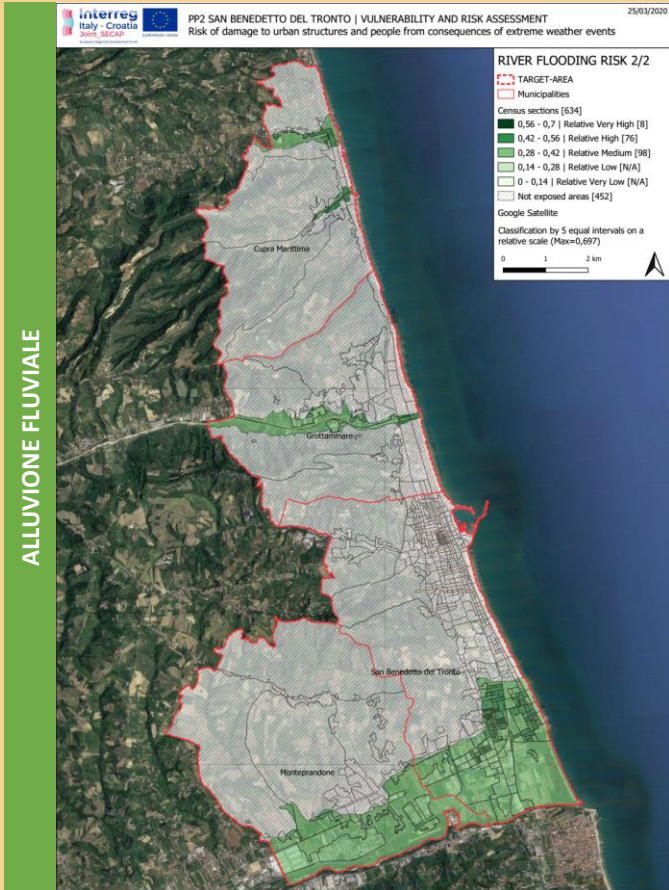 ALLUVIONE FLUVIALE
Interreg
Italy - Croatia
Joint_SECAP
European Regional Development Fund
EUROPEAN UNION
PP2 SAN BENEDETTO DEL TRONTO | VULNERABILITY AND RISK ASSESSMENT
Risk of damage to urban structures and people from consequences of extreme weather events
25/03/2020
RIVER FLOODING RISK 2/2
TARGET-AREA
Municipalities
Census sections [634]
0,56 - 0,7 | Relative Very High [8]
0,42 - 0,56 | Relative High [76]
0,28 - 0,42 | Relative Medium [98]
0,14 - 0,28 | Relative Low [N/A]
0 - 0,14 | Relative Very Low [N/A]
Not exposed areas [452]
Google Satellite
Classification by 5 equal intervals on a
relative scale (Max=0,697)
0 1 2 km
Cupra Marittima
Grottammare
San Benedetto del Tronto
Monteprandone